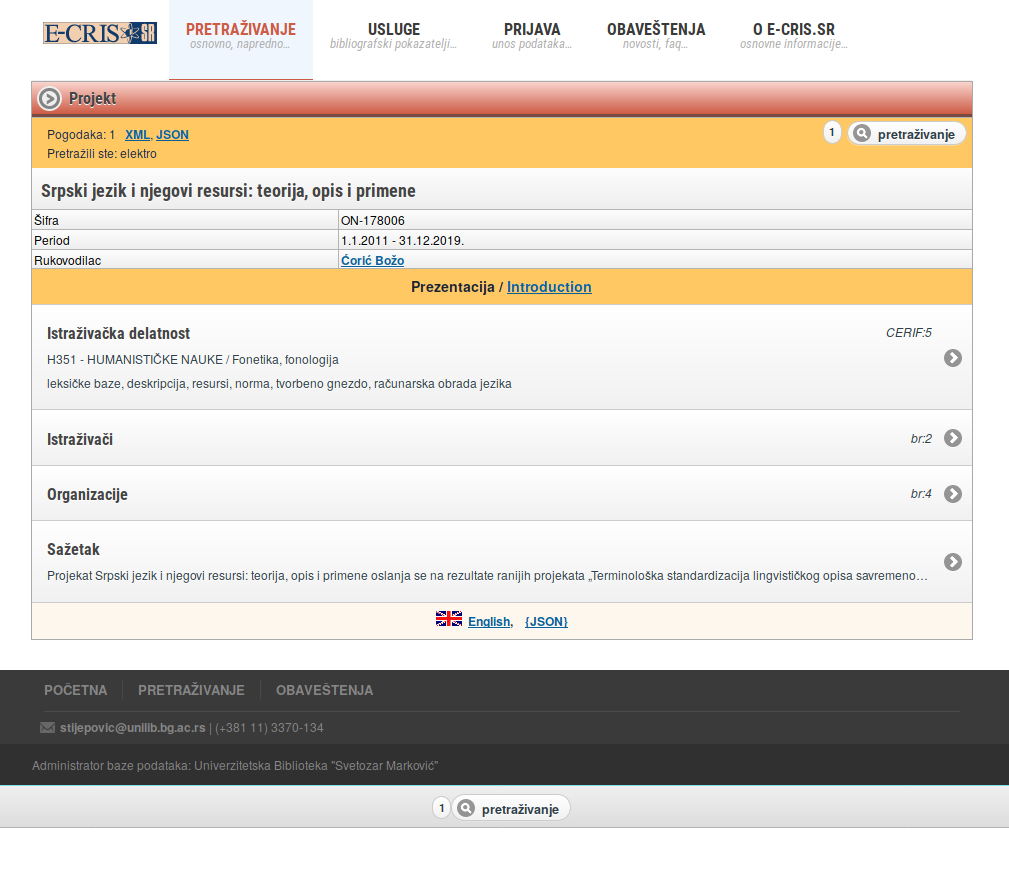 E-CRIS SR
PRETRAŽIVANJE
osnovno, napredno...
USLUGE
bibliografski pokazatelji...
PRIJAVA
unos podataka...
OBAVEŠTENJA
novosti, faq...
O E-CRIS.SR
osnovne informacije...
Projekt
Pogodaka: 1 XML, JSON
1 pretraživanje
Pretražili ste: elektro
Srpski jezik i njegovi resursi: teorija, opis i primene
Šifra ON-178006
Period 1.1.2011 - 31.12.2019.
Rukovodilac Ćorić Božo
Prezentacija / Introduction
Istraživačka delatnost CERIF:5
H351 - HUMANISTIČKE NAUKE / Fonetika, fonologija
leksičke baze, deskripcija, resursi, norma, tvorbeno gnezdo, računarska obrada jezika
Istraživači br:2
Organizacije br:4
Sažetak
Projekat Srpski jezik i njegovi resursi: teorija, opis i primene oslanja se na rezultate ranijih projekata „Terminološka standardizacija lingvističkog opisa savremeno…
English, {JSON}
POČETNA PRETRAŽIVANJE OBAVEŠTENJA
stijepovic@unilib.bg.ac.rs | (+381 11) 3370-134
Administrator baze podataka: Univerzitetska Biblioteka "Svetozar Marković"
1 pretraživanje